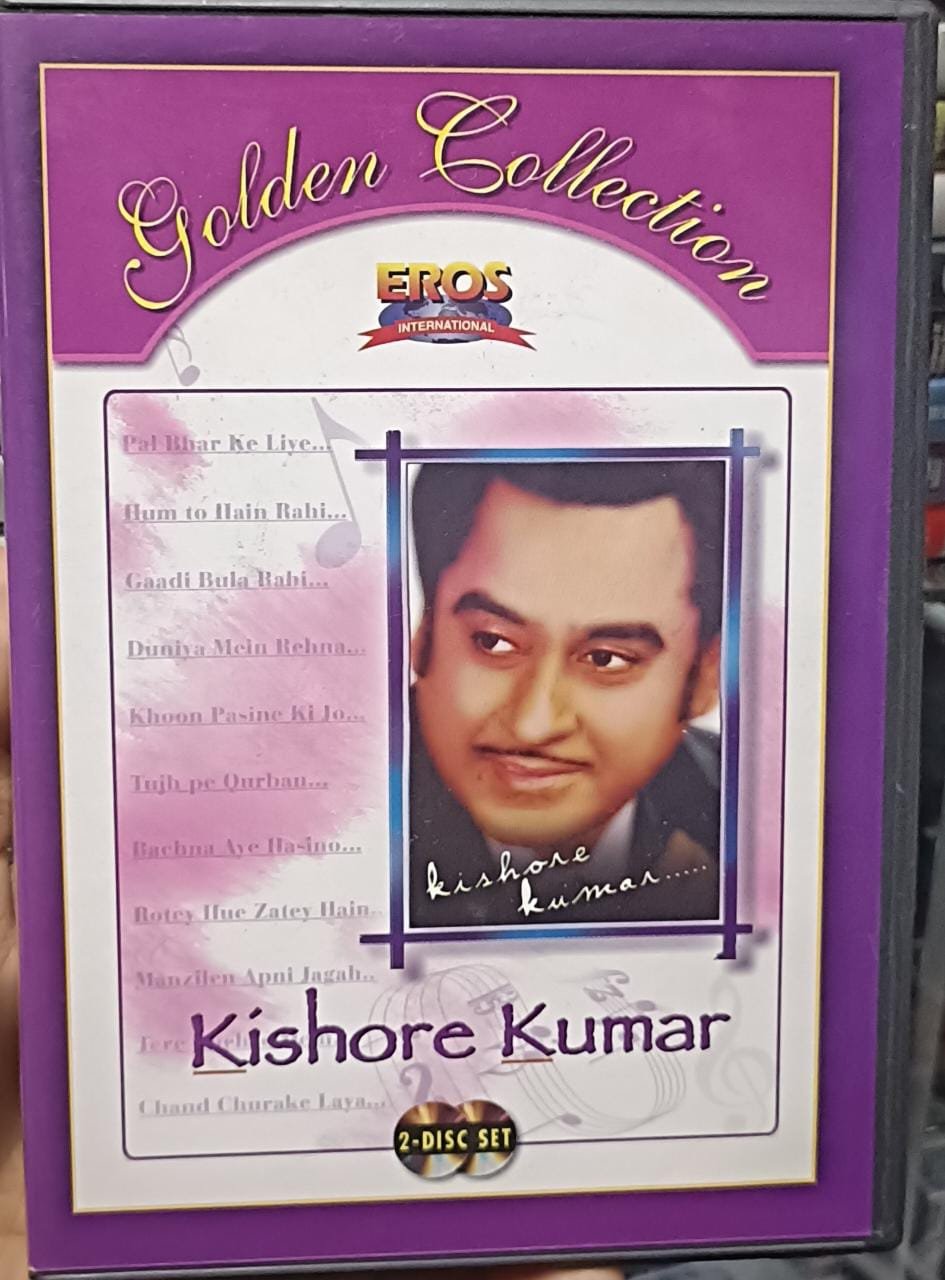 Golden Collection
EROS
INTERNATIONAL
Pal Bhar Ke Liye...
Hum to Hain Rahi...
Gaadi Bula Rahi...
Duniya Mein Rehna...
Khoon Pasine Ki Jo...
Tujh pe Qurban...
Bachna Aye Hasino...
Rotey Hue Zatey Hain..
Manzilen Apni Jagah..
Tere
Chand Churake Laya...
kishore
kumar.....
Kishore Kumar
2-DISC SET